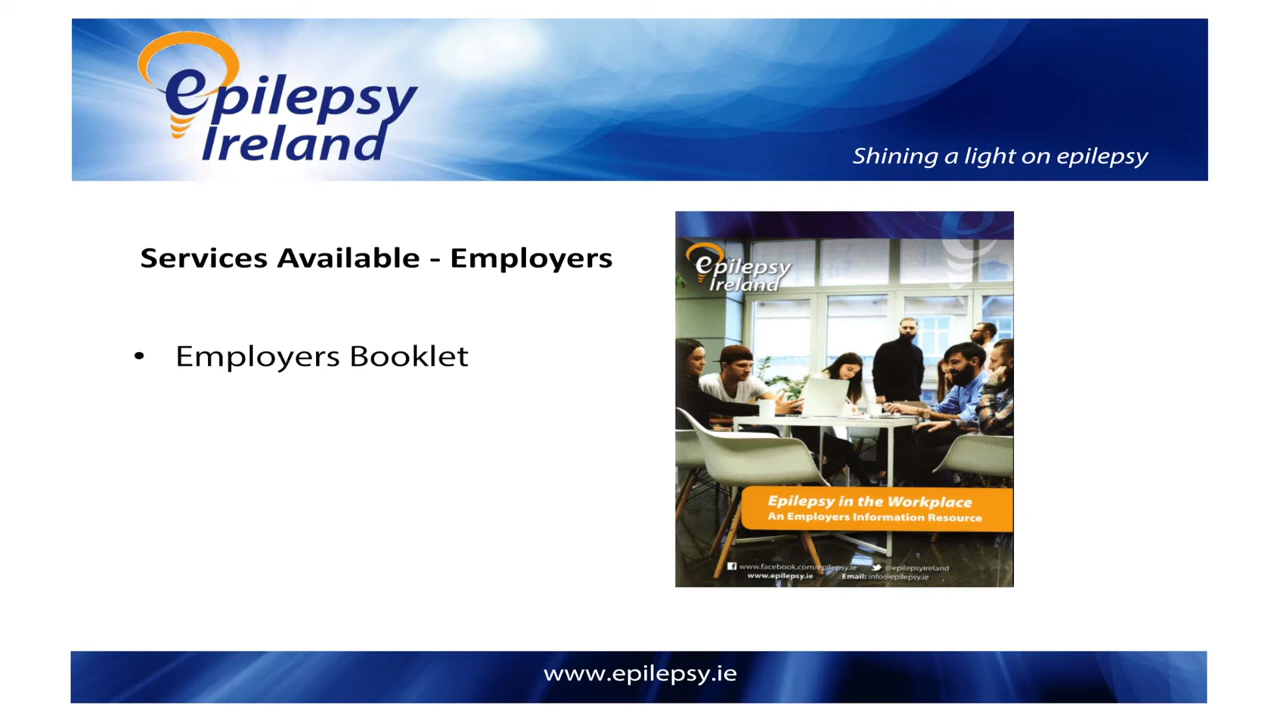 Epilepsy
Ireland
Shining a light on epilepsy
Services Available - Employers
• Employers Booklet
epilepsy
Ireland
Epilepsy in the Workplace
An Employers Information Resource
www.facebook.com/epilepsy.ie @epilepsyireland
www.epilepsy.ie Email: info@epilepsy.ie
www.epilepsy.ie